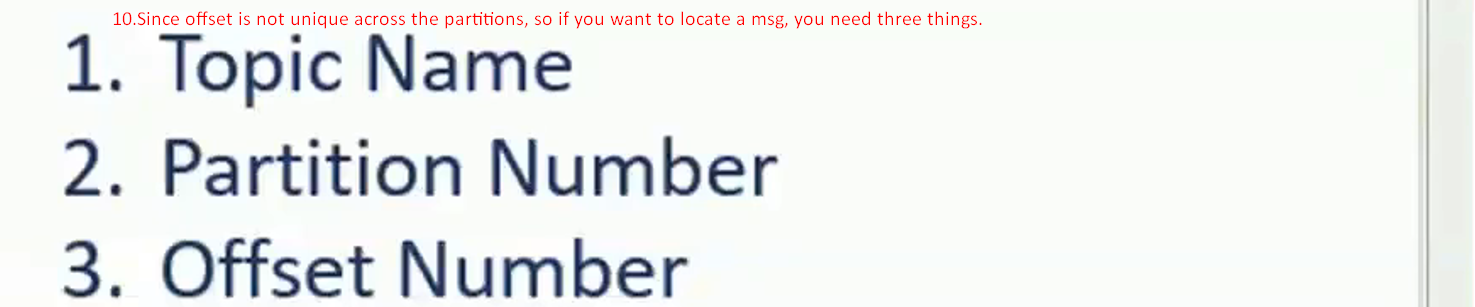 10.Since offset is not unique across the partitions, so if you want to locate a msg, you need three things.
1. Topic Name
2. Partition Number
3. Offset Number